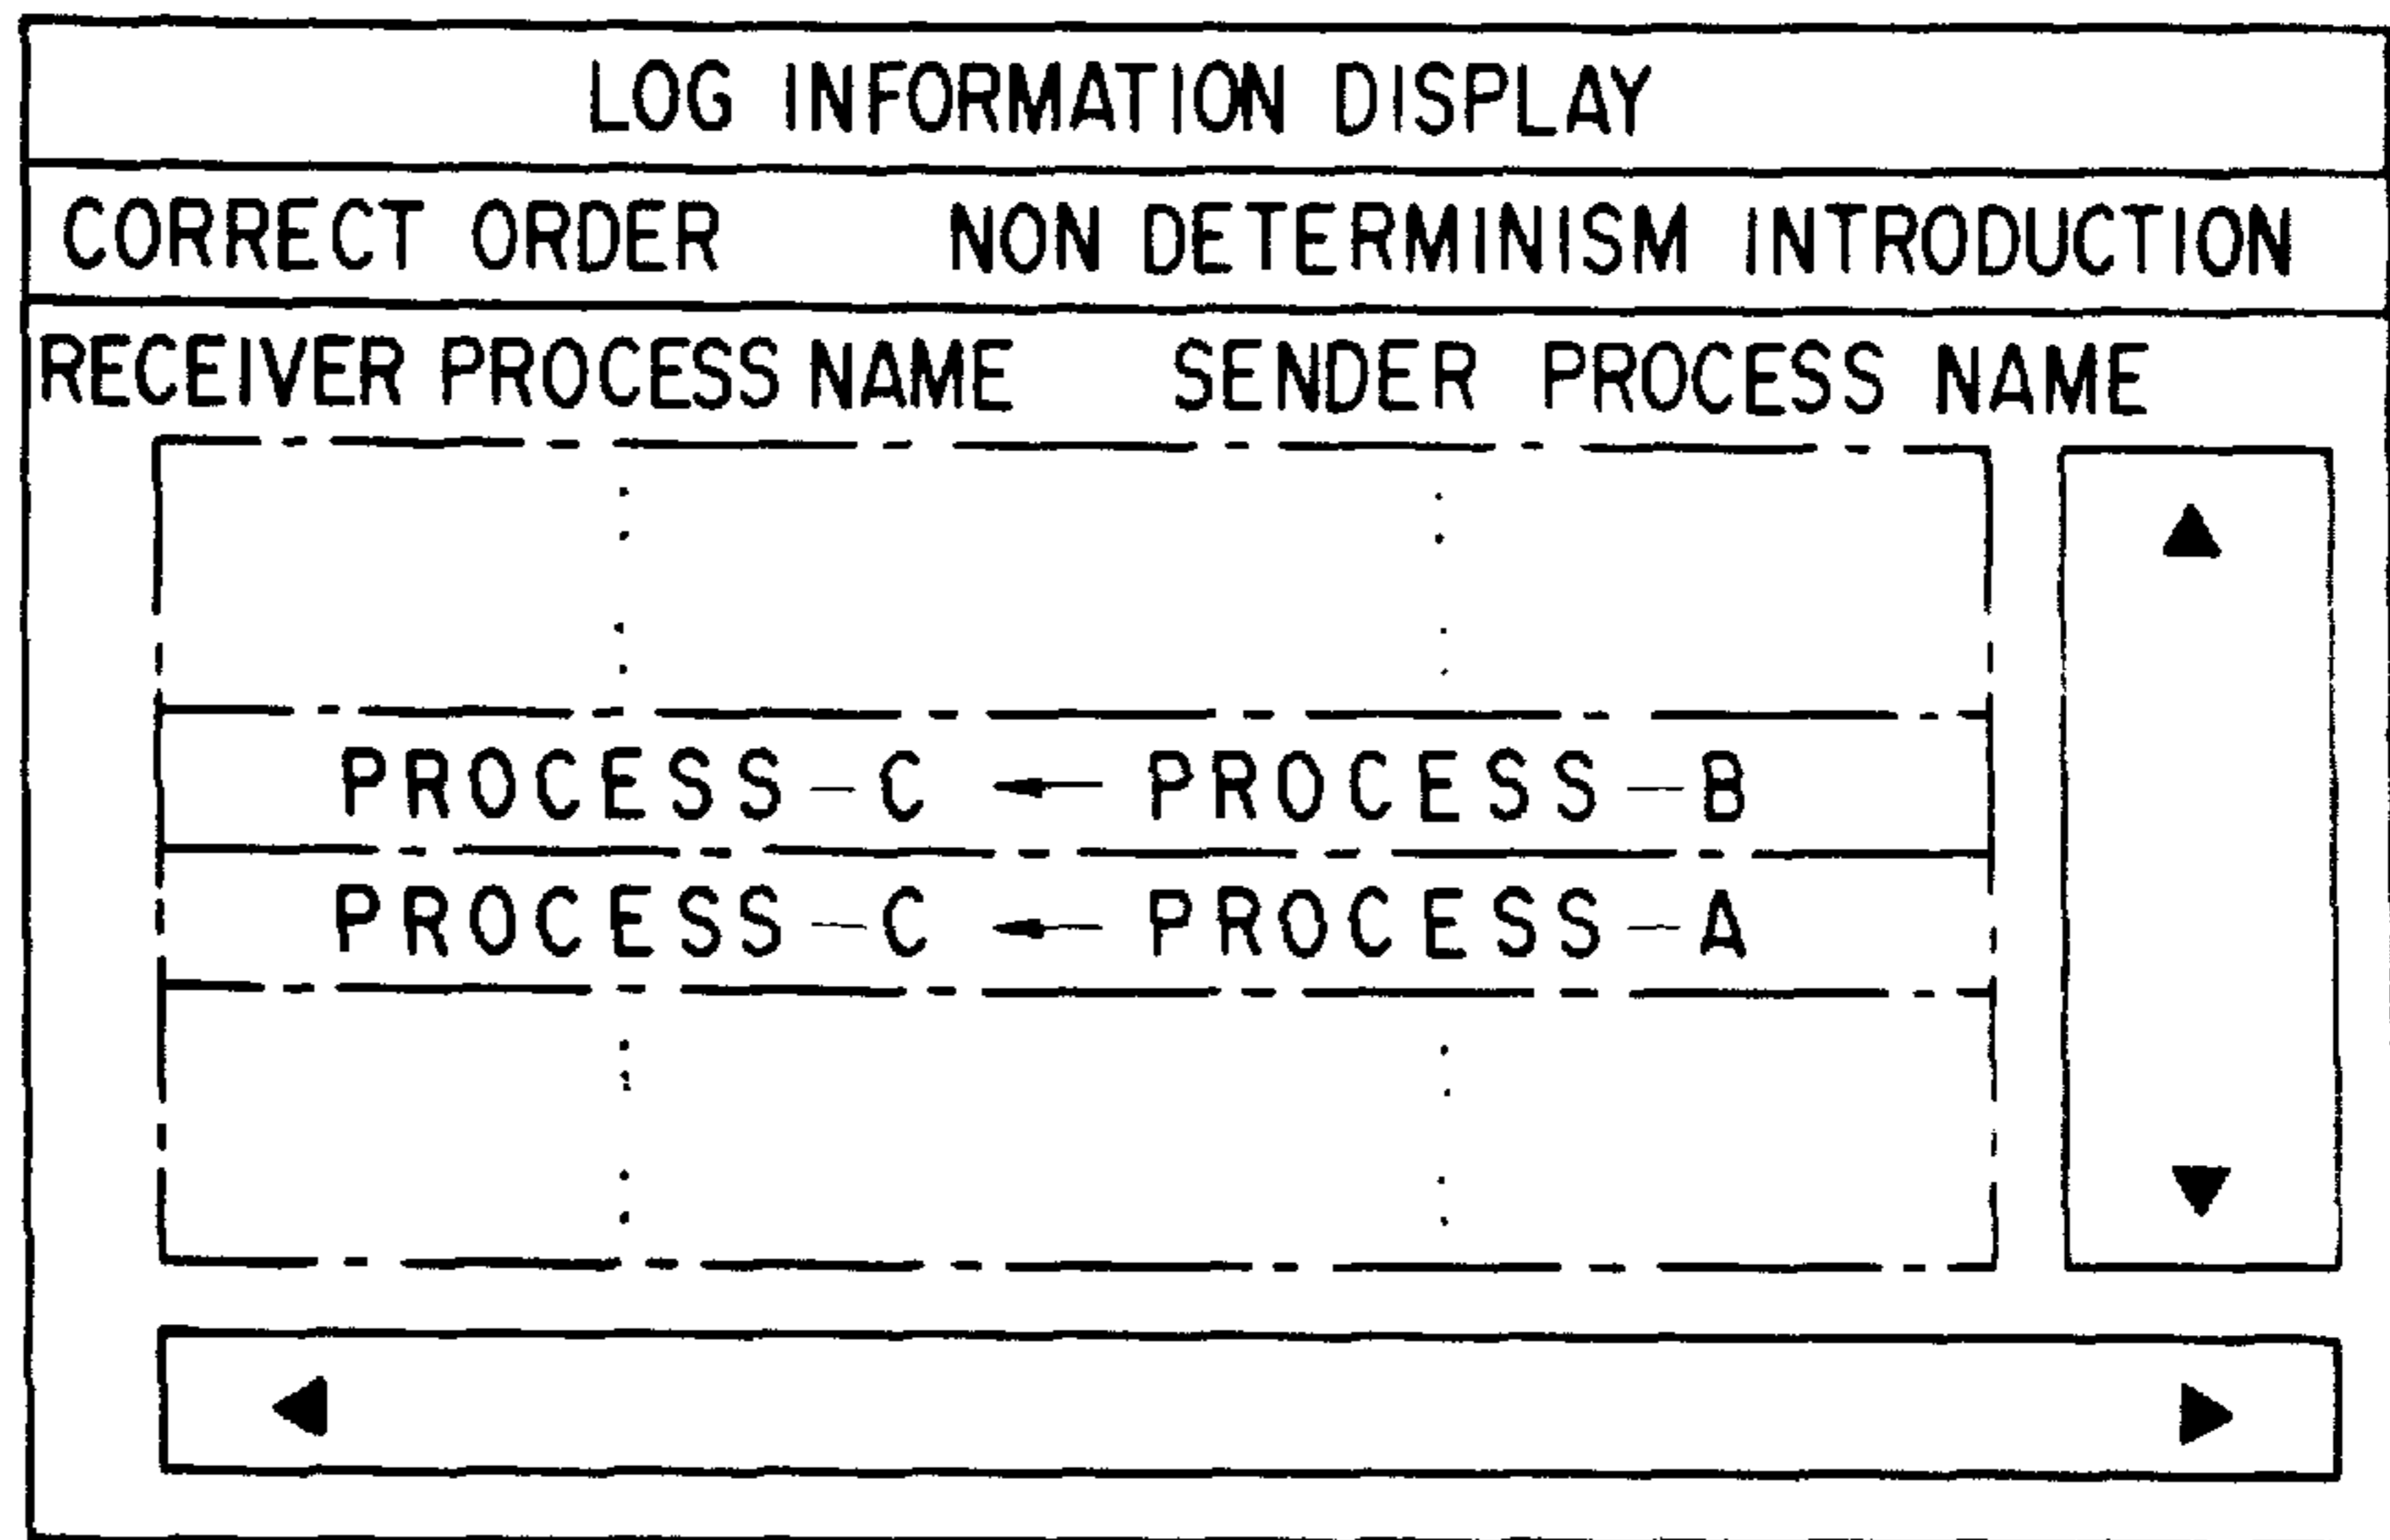 LOG INFORMATION DISPLAY
CORRECT ORDER NON DETERMINISM INTRODUCTION
RECEIVER PROCESS NAME SENDER PROCESS NAME
PROCESS-C ← PROCESS-B
PROCESS-C ← PROCESS-A